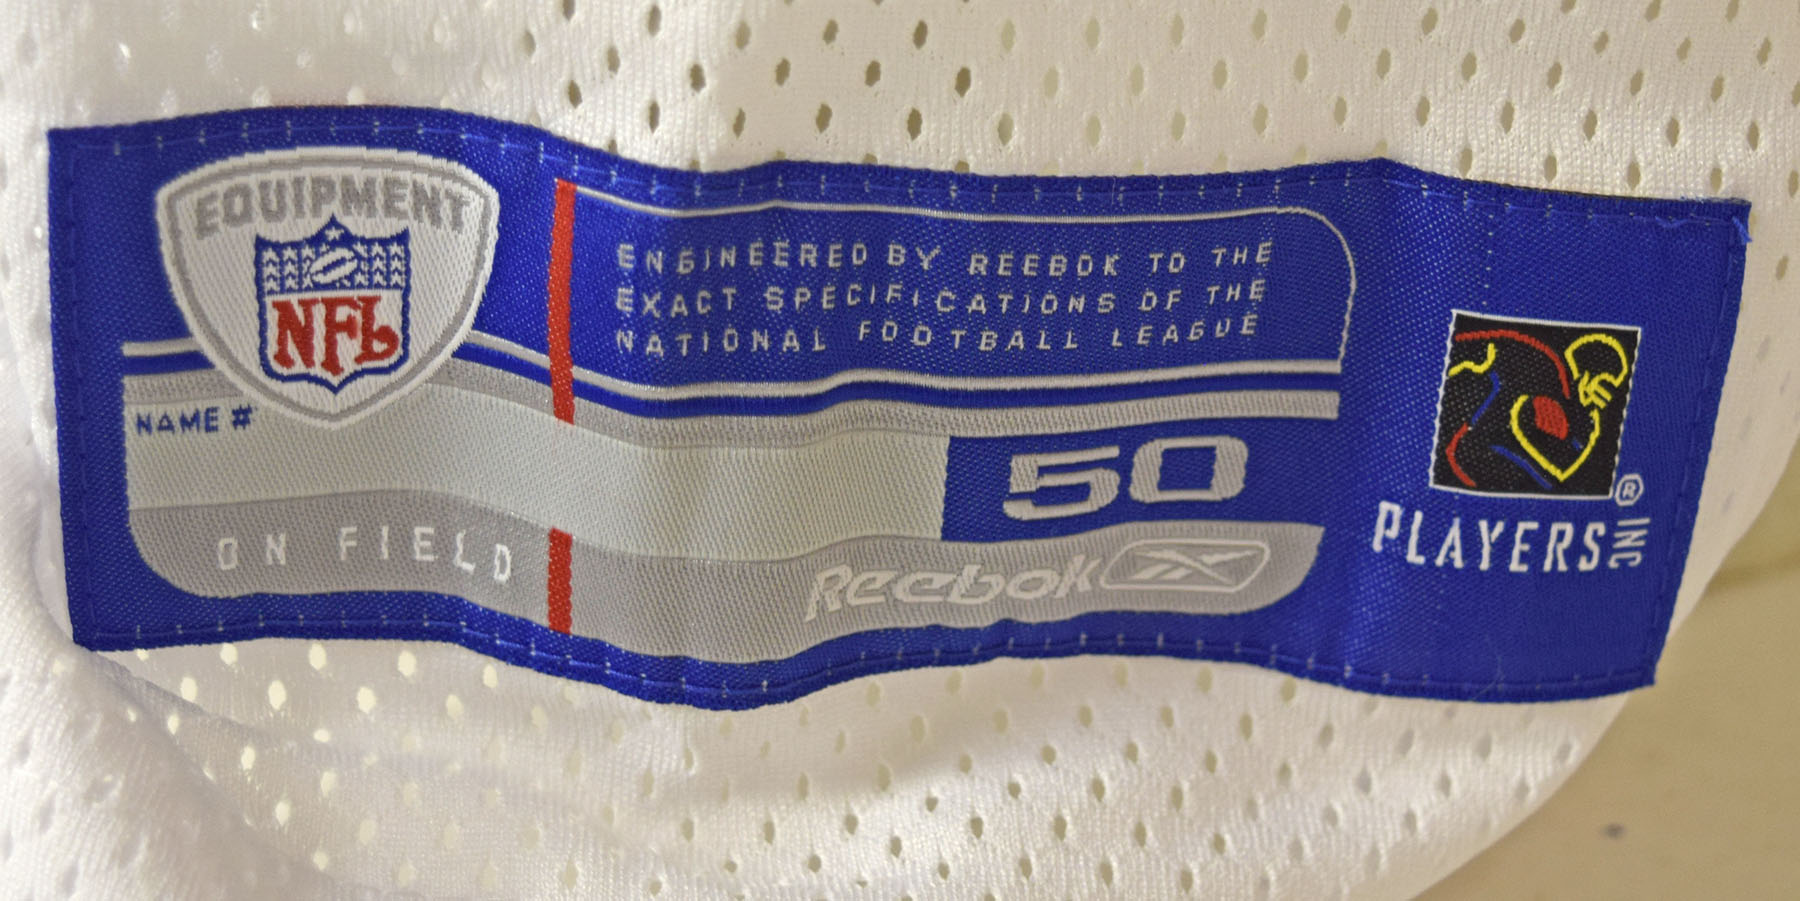 EQUIPMENT
NFL
ENGINEERED BY REEBOK TO THE
EXACT SPECIFICATIONS OF THE
NATIONAL FOOTBALL LEAGUE
NAME #
50
ON FIELD
Reebok
PLAYERS INC ®